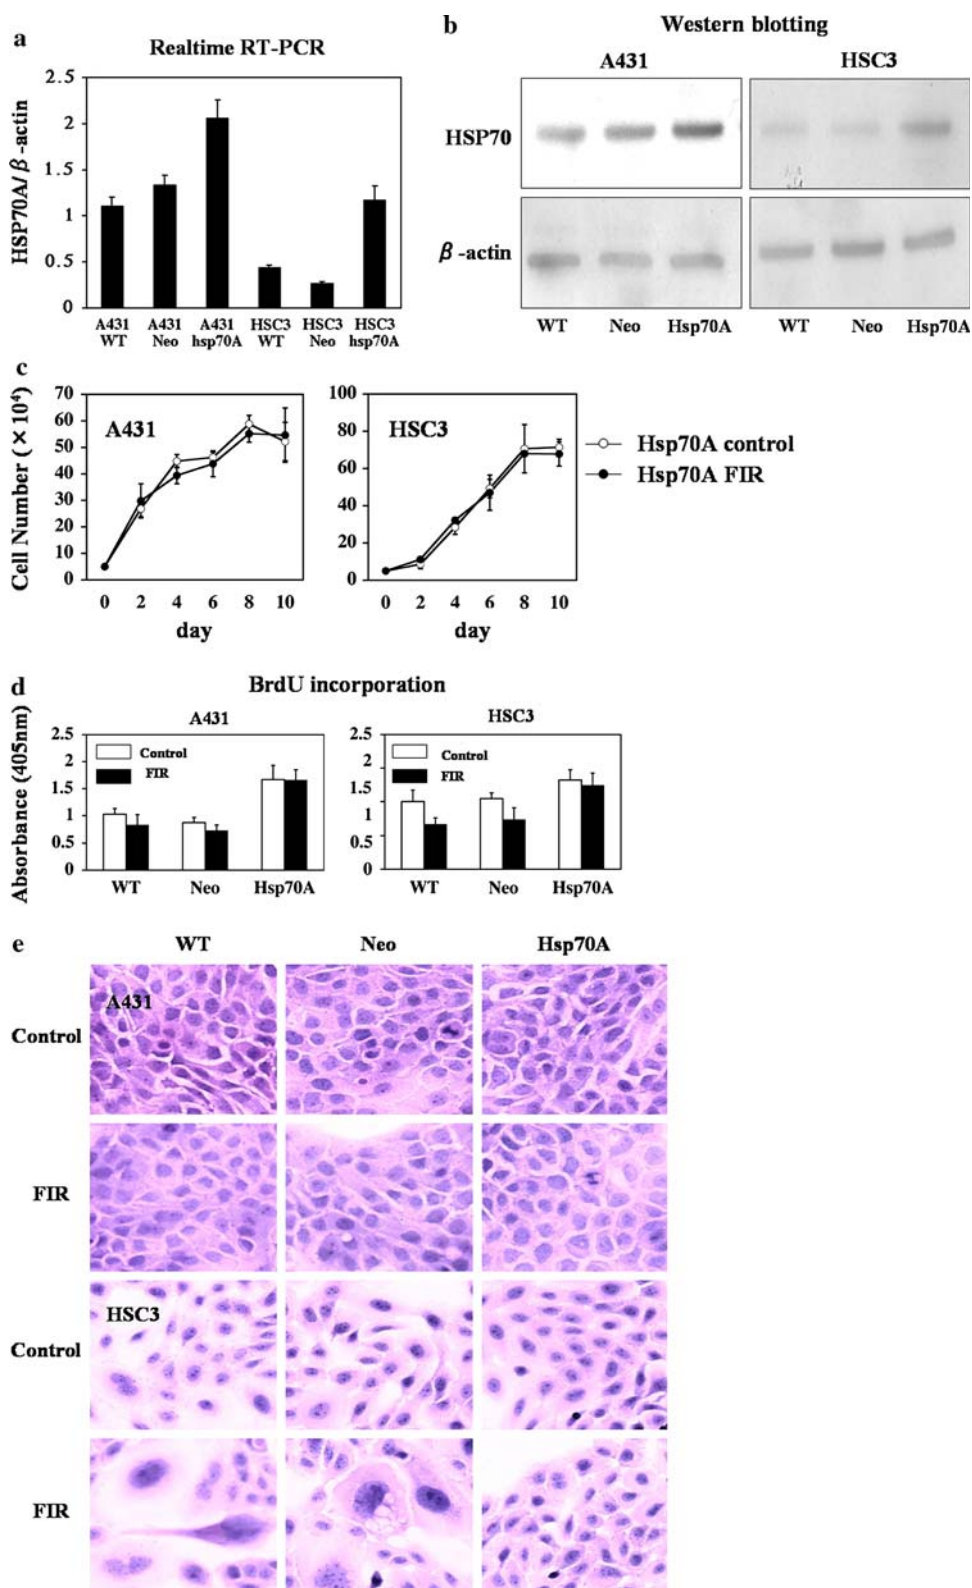 a
Realtime RT-PCR
HSP70A/β-actin
2.5
2
1.5
1
0.5
0
A431 WT
A431 Neo
A431 hsp70A
HSC3 WT
HSC3 Neo
HSC3 hsp70A
b
Western blotting
A431 HSC3
HSP70
β-actin
WT Neo Hsp70A WT Neo Hsp70A
c
Cell Number (×10⁴)
70
60
50
40
30
20
10
0
A431
0 2 4 6 8 10
day
100
80
60
40
20
0
HSC3
0 2 4 6 8 10
day
Hsp70A control
Hsp70A FIR
d
BrdU incorporation
Absorbance (405nm)
A431
2.5
2
1.5
1
0.5
0
Control
FIR
WT Neo Hsp70A
HSC3
2.5
2
1.5
1
0.5
0
Control
FIR
WT Neo Hsp70A
e
WT Neo Hsp70A
A431
Control
FIR
HSC3
Control
FIR